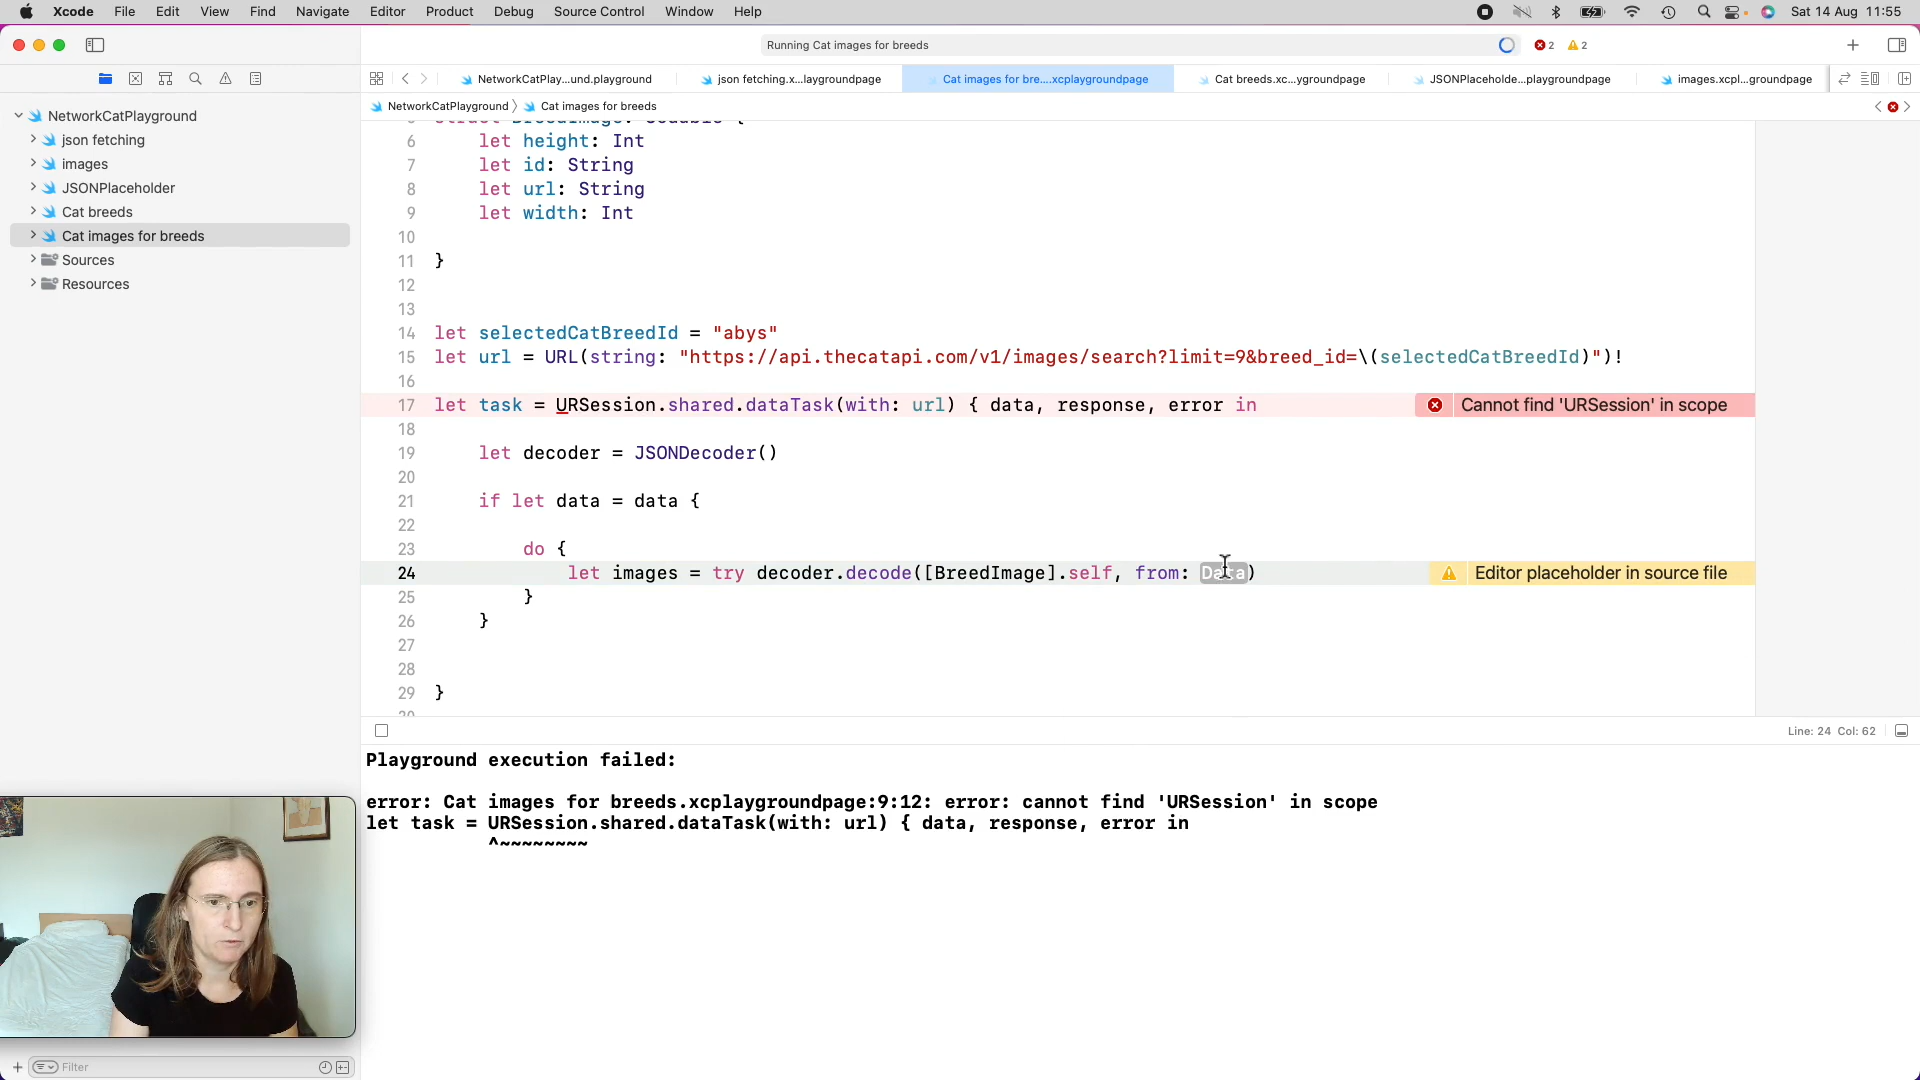 Xcode File Edit View Find Navigate Editor Product Debug Source Control Window Help Sat 14 Aug 11:55
Running Cat images for breeds 2 2
NetworkCatPlay...und.playground json fetching.x...laygroundpage Cat images for bre....xcplaygroundpage Cat breeds.xc...ygroundpage JSONPlaceholde...playgroundpage images.xcpl...groundpage
NetworkCatPlayground Cat images for breeds
NetworkCatPlayground
json fetching
images
JSONPlaceholder
Cat breeds
Cat images for breeds
Sources
Resources
6 let height: Int
7 let id: String
8 let url: String
9 let width: Int
10
11 }
12
13
14 let selectedCatBreedId = "abys"
15 let url = URL(string: "https://api.thecatapi.com/v1/images/search?limit=9&breed_id=\(selectedCatBreedId)")!
16
17 let task = URSession.shared.dataTask(with: url) { data, response, error in Cannot find 'URSession' in scope
18
19 let decoder = JSONDecoder()
20
21 if let data = data {
22
23 do {
24 let images = try decoder.decode([BreedImage].self, from: Data) Editor placeholder in source file
25 }
26 }
27
28
29 }
Line: 24 Col: 62
Playground execution failed:
error: Cat images for breeds.xcplaygroundpage:9:12: error: cannot find 'URSession' in scope
let task = URSession.shared.dataTask(with: url) { data, response, error in
^~~~~~~~~
Filter